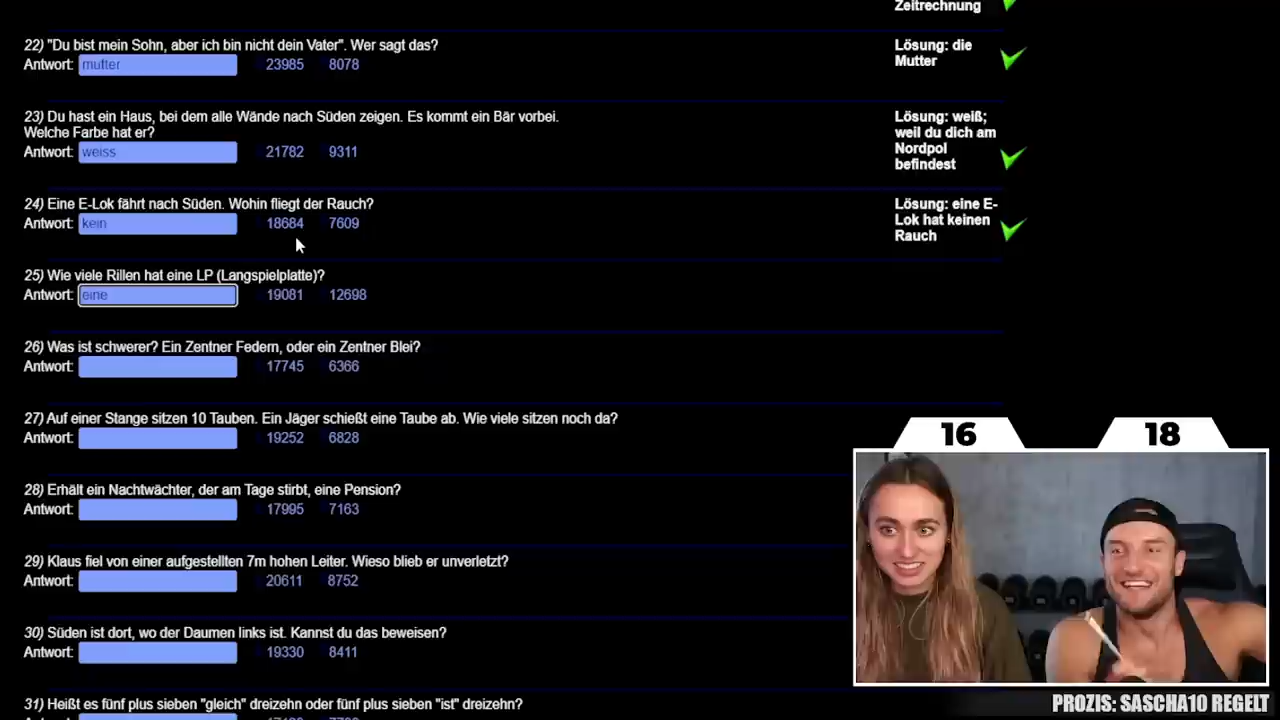 Zeitrechnung
22) "Du bist mein Sohn, aber ich bin nicht dein Vater". Wer sagt das?
Antwort: mutter 23985 8078
Lösung: die
Mutter
23) Du hast ein Haus, bei dem alle Wände nach Süden zeigen. Es kommt ein Bär vorbei.
Welche Farbe hat er?
Antwort: weiss 21782 9311
Lösung: weiß;
weil du dich am
Nordpol
befindest
24) Eine E-Lok fährt nach Süden. Wohin fliegt der Rauch?
Antwort: kein 18684 7609
Lösung: eine E-
Lok hat keinen
Rauch
25) Wie viele Rillen hat eine LP (Langspielplatte)?
Antwort: eine 19081 12698
26) Was ist schwerer? Ein Zentner Federn, oder ein Zentner Blei?
Antwort: 17745 6366
27) Auf einer Stange sitzen 10 Tauben. Ein Jäger schießt eine Taube ab. Wie viele sitzen noch da?
Antwort: 19252 6828
28) Erhält ein Nachtwächter, der am Tage stirbt, eine Pension?
Antwort: 17995 7163
29) Klaus fiel von einer aufgestellten 7m hohen Leiter. Wieso blieb er unverletzt?
Antwort: 20611 8752
30) Süden ist dort, wo der Daumen links ist. Kannst du das beweisen?
Antwort: 19330 8411
31) Heißt es fünf plus sieben "gleich" dreizehn oder fünf plus sieben "ist" dreizehn?
16 18
PROZIS: SASCHA10 REGELT